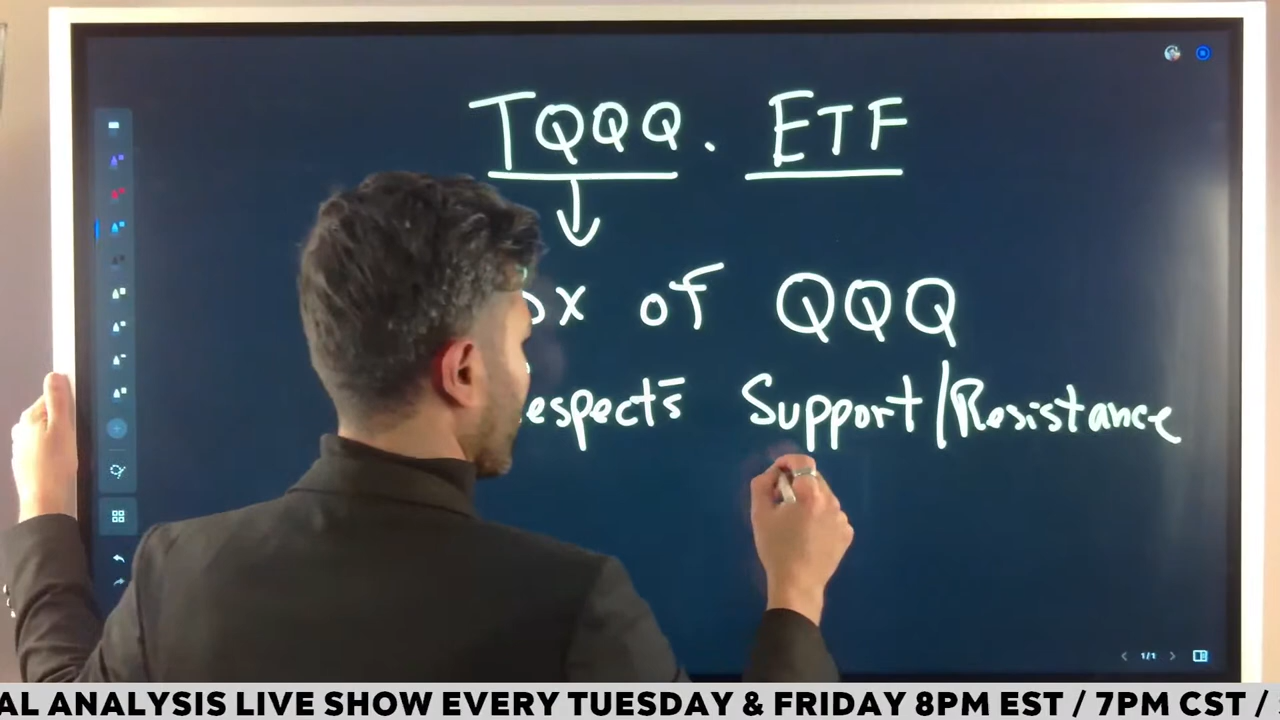 TQQQ. ETF
x of QQQ
espects Support/Resistance
1/1
AL ANALYSIS LIVE SHOW EVERY TUESDAY & FRIDAY 8PM EST / 7PM CST /